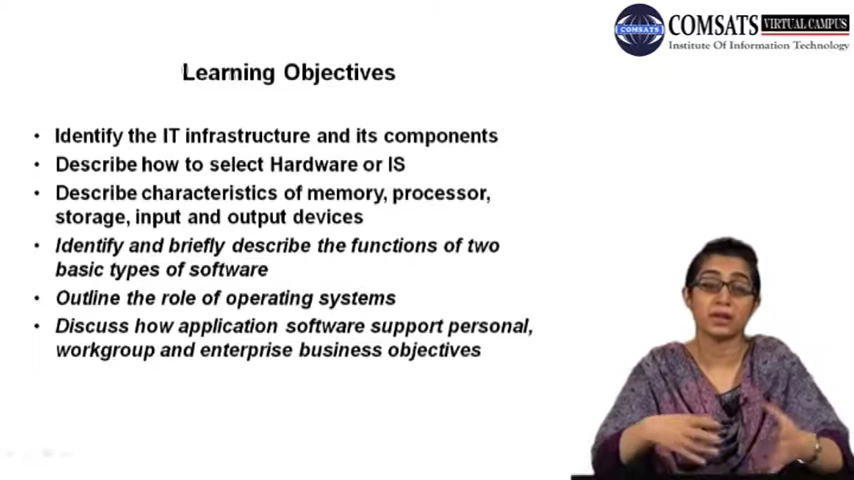 COMSATS VIRTUAL CAMPUS
COMSATS
Institute Of Information Technology
Learning Objectives
• Identify the IT infrastructure and its components
• Describe how to select Hardware or IS
• Describe characteristics of memory, processor,
storage, input and output devices
• Identify and briefly describe the functions of two
basic types of software
• Outline the role of operating systems
• Discuss how application software support personal,
workgroup and enterprise business objectives